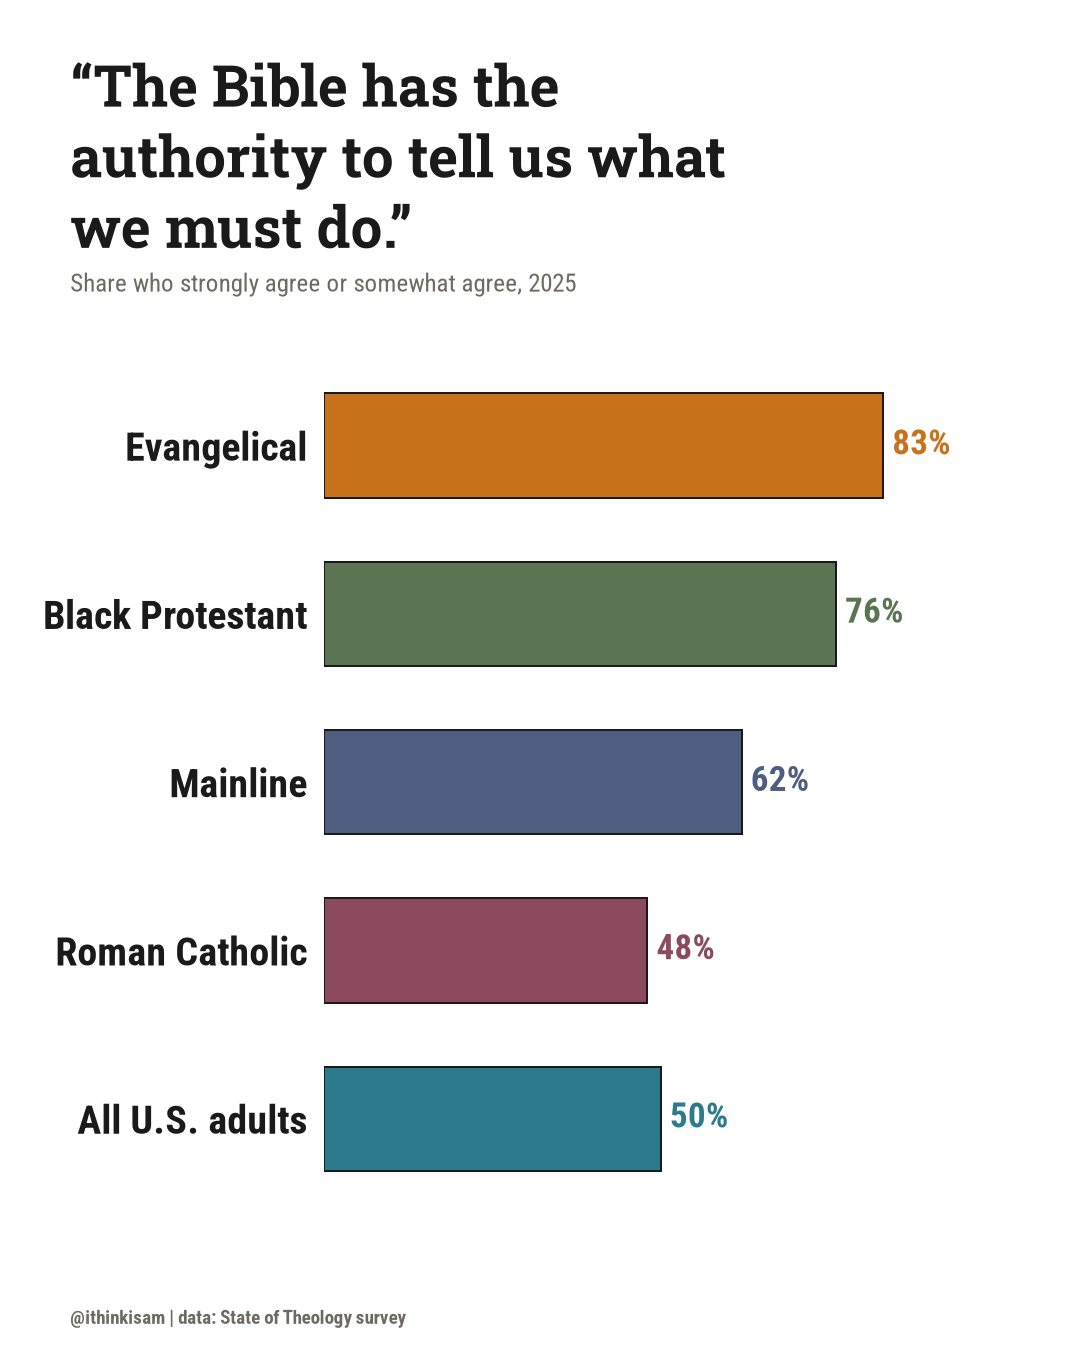 “The Bible has the
authority to tell us what
we must do.”
Share who strongly agree or somewhat agree, 2025
Evangelical 83%
Black Protestant 76%
Mainline 62%
Roman Catholic 48%
All U.S. adults 50%
@ithinkisam | data: State of Theology survey